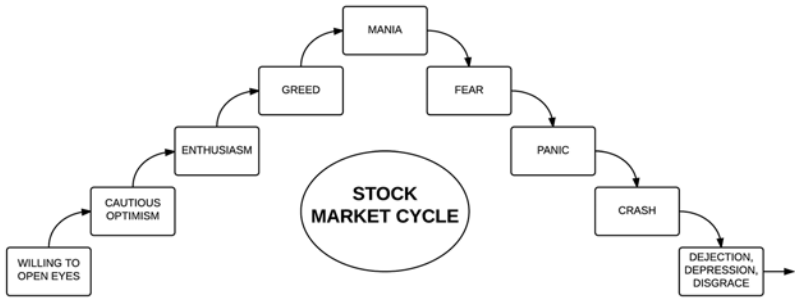 MANIA
GREED
FEAR
ENTHUSIASM
PANIC
STOCK
MARKET CYCLE
CAUTIOUS
OPTIMISM
CRASH
WILLING TO
OPEN EYES
DEJECTION,
DEPRESSION,
DISGRACE